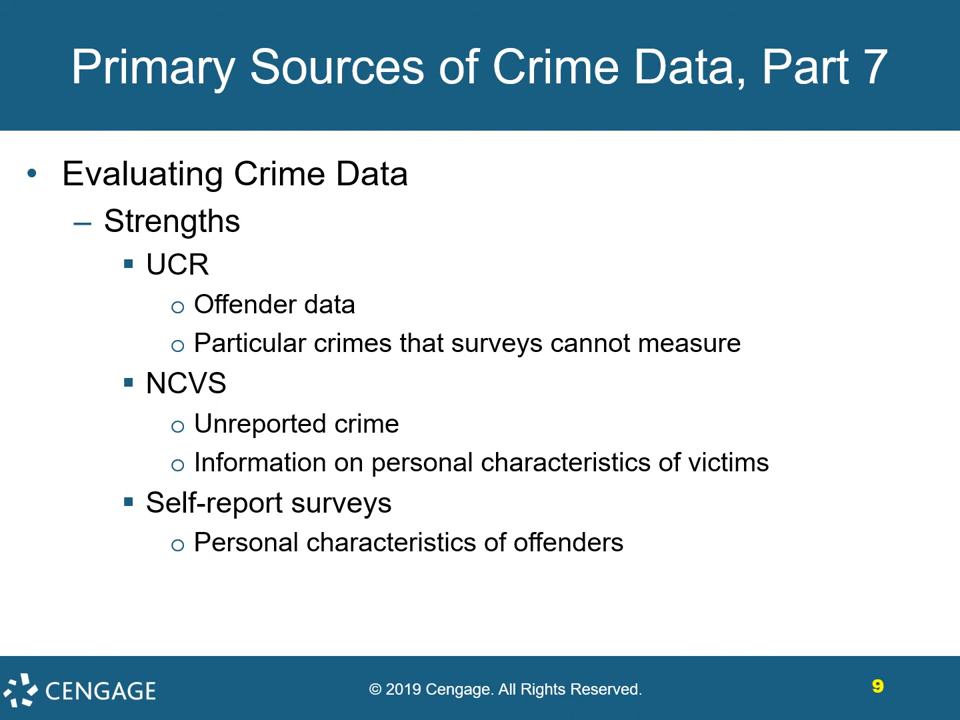 Primary Sources of Crime Data, Part 7
• Evaluating Crime Data
– Strengths
▪ UCR
o Offender data
o Particular crimes that surveys cannot measure
▪ NCVS
o Unreported crime
o Information on personal characteristics of victims
▪ Self-report surveys
o Personal characteristics of offenders
CENGAGE
© 2019 Cengage. All Rights Reserved.
9